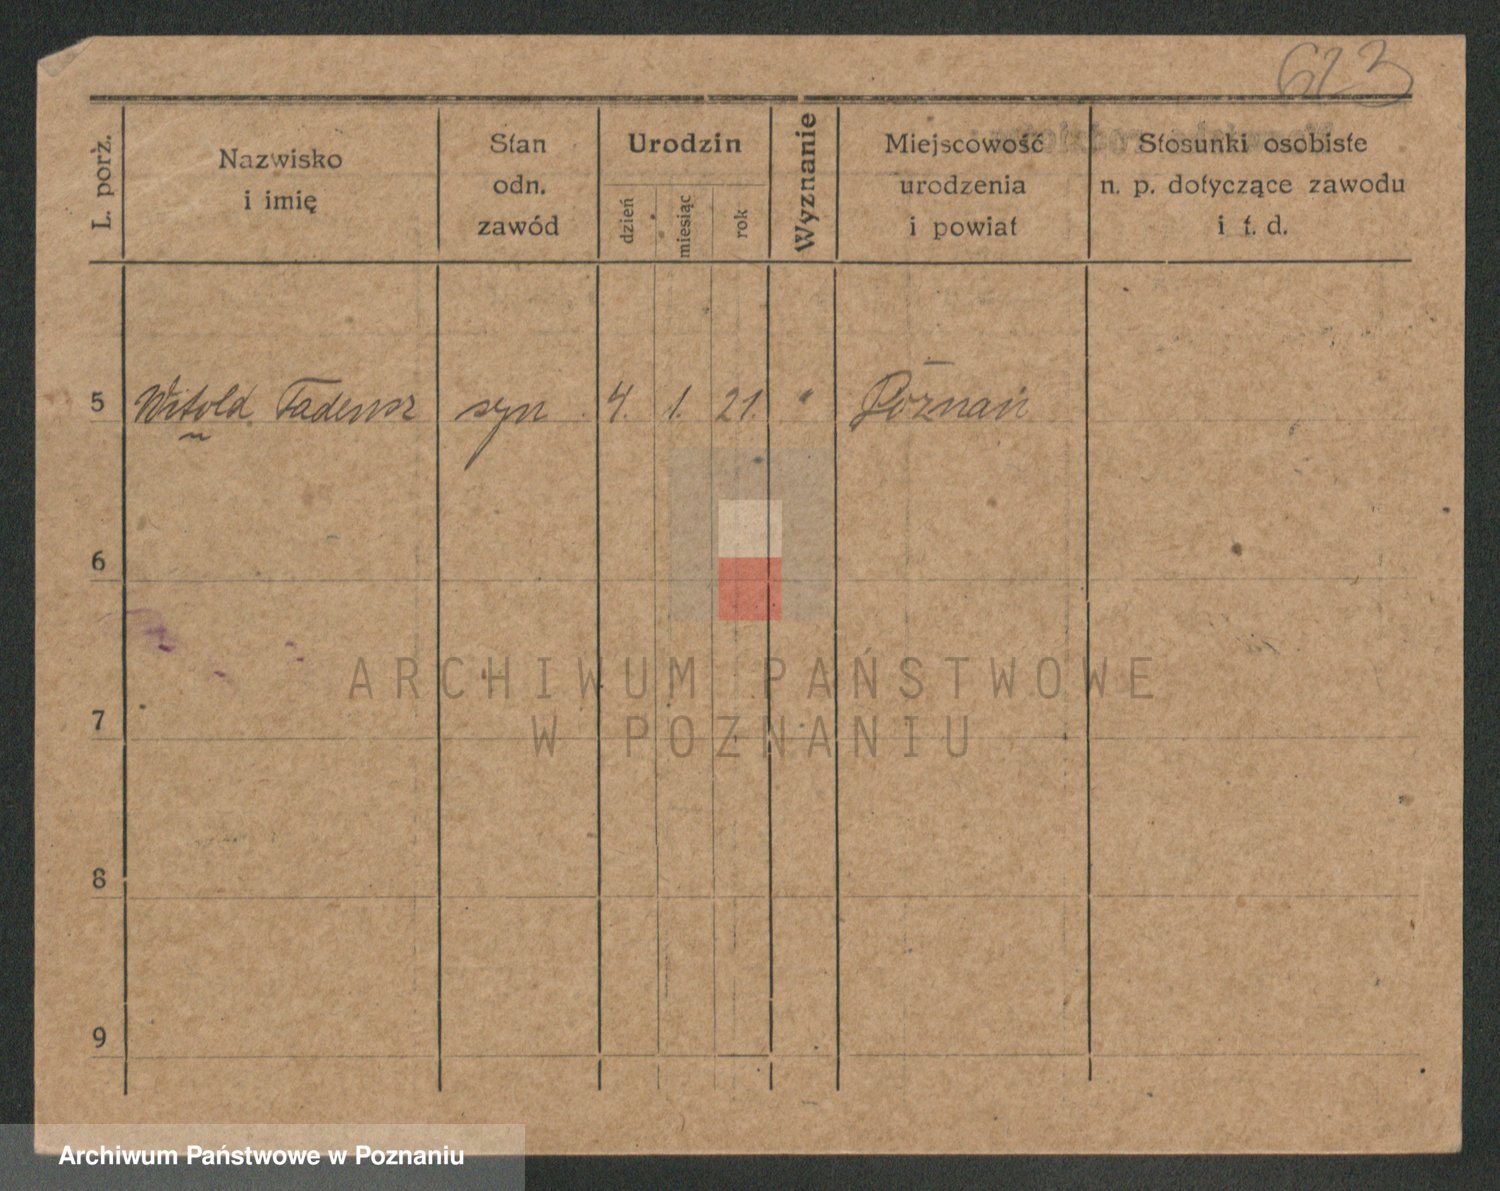 623
L. porz.
Nazwisko
i imię
Stan
odn.
zawód
Urodzin
dzień
miesiąc
rok
Wyznanie
Miejscowość
urodzenia
i powiat
Stosunki osobiste
n. p. dotyczące zawodu
i t. d.
5 Witold Tadeusz syn 4. 1. 21. " Poznań
6
7
8
9
ARCHIWUM PAŃSTWOWE
W POZNANIU
Archiwum Państwowe w Poznaniu